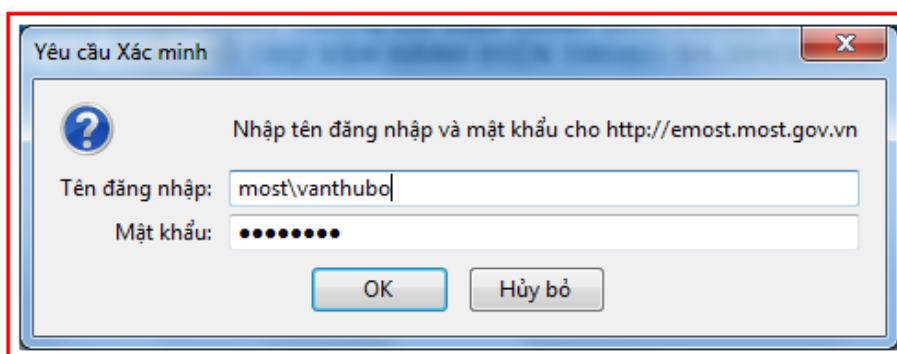 Yêu cầu Xác minh
Nhập tên đăng nhập và mật khẩu cho http://emost.most.gov.vn
Tên đăng nhập: most\vanthubo
Mật khẩu: ●●●●●●●●
OK Hủy bỏ